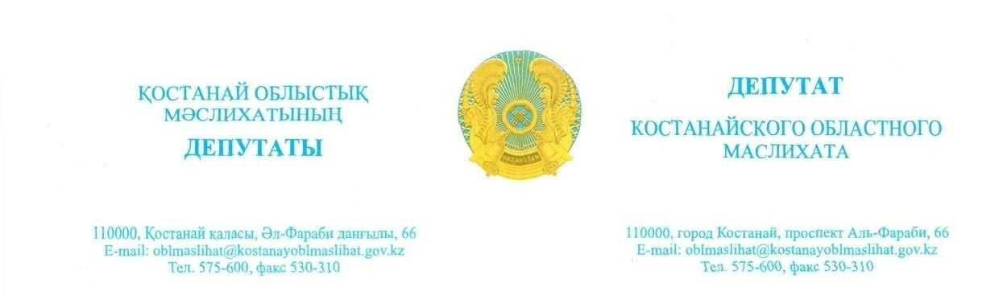 ҚОСТАНАЙ ОБЛЫСТЫҚ
МӘСЛИХАТЫНЫҢ
ДЕПУТАТЫ
110000, Қостанай қаласы, Әл-Фараби данғылы, 66
E-mail: oblmaslihat@kostanayoblmaslihat.gov.kz
Тел. 575-600, факс 530-310
QAZAQSTAN
ДЕПУТАТ
КОСТАНАЙСКОГО ОБЛАСТНОГО
МАСЛИХАТА
110000, город Костанай, проспект Аль-Фараби, 66
E-mail: oblmaslihat@kostanayoblmaslihat.gov.kz
Тел. 575-600, факс 530-310